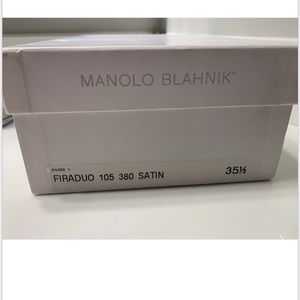 MANOLO BLAHNIK®
FIRADUO 105 380 SATIN 35½